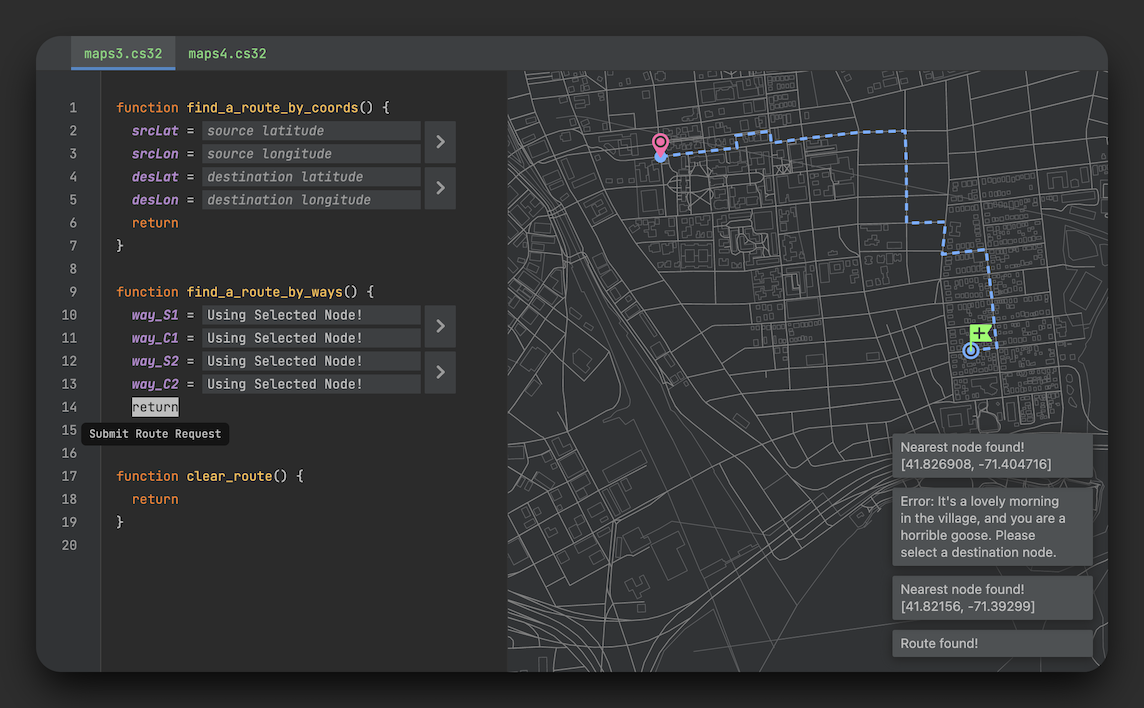 maps3.cs32 maps4.cs32
1 function find_a_route_by_coords() {
2 srcLat = source latitude
3 srcLon = source longitude
4 desLat = destination latitude
5 desLon = destination longitude
6 return
7 }
8
9 function find_a_route_by_ways() {
10 way_S1 = Using Selected Node!
11 way_C1 = Using Selected Node!
12 way_S2 = Using Selected Node!
13 way_C2 = Using Selected Node!
14 return
15 Submit Route Request
16
17 function clear_route() {
18 return
19 }
20
Nearest node found!
[41.826908, -71.404716]
Error: It's a lovely morning
in the village, and you are a
horrible goose. Please
select a destination node.
Nearest node found!
[41.82156, -71.39299]
Route found!